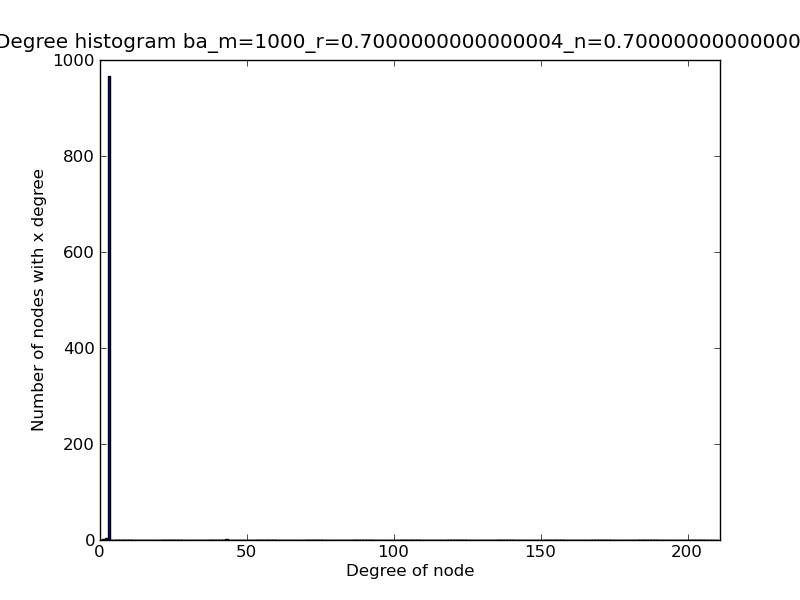 Degree histogram ba_m=1000_r=0.7000000000000004_n=0.70000000000000
1000
800
600
400
200
0
Number of nodes with x degree
0 50 100 150 200
Degree of node